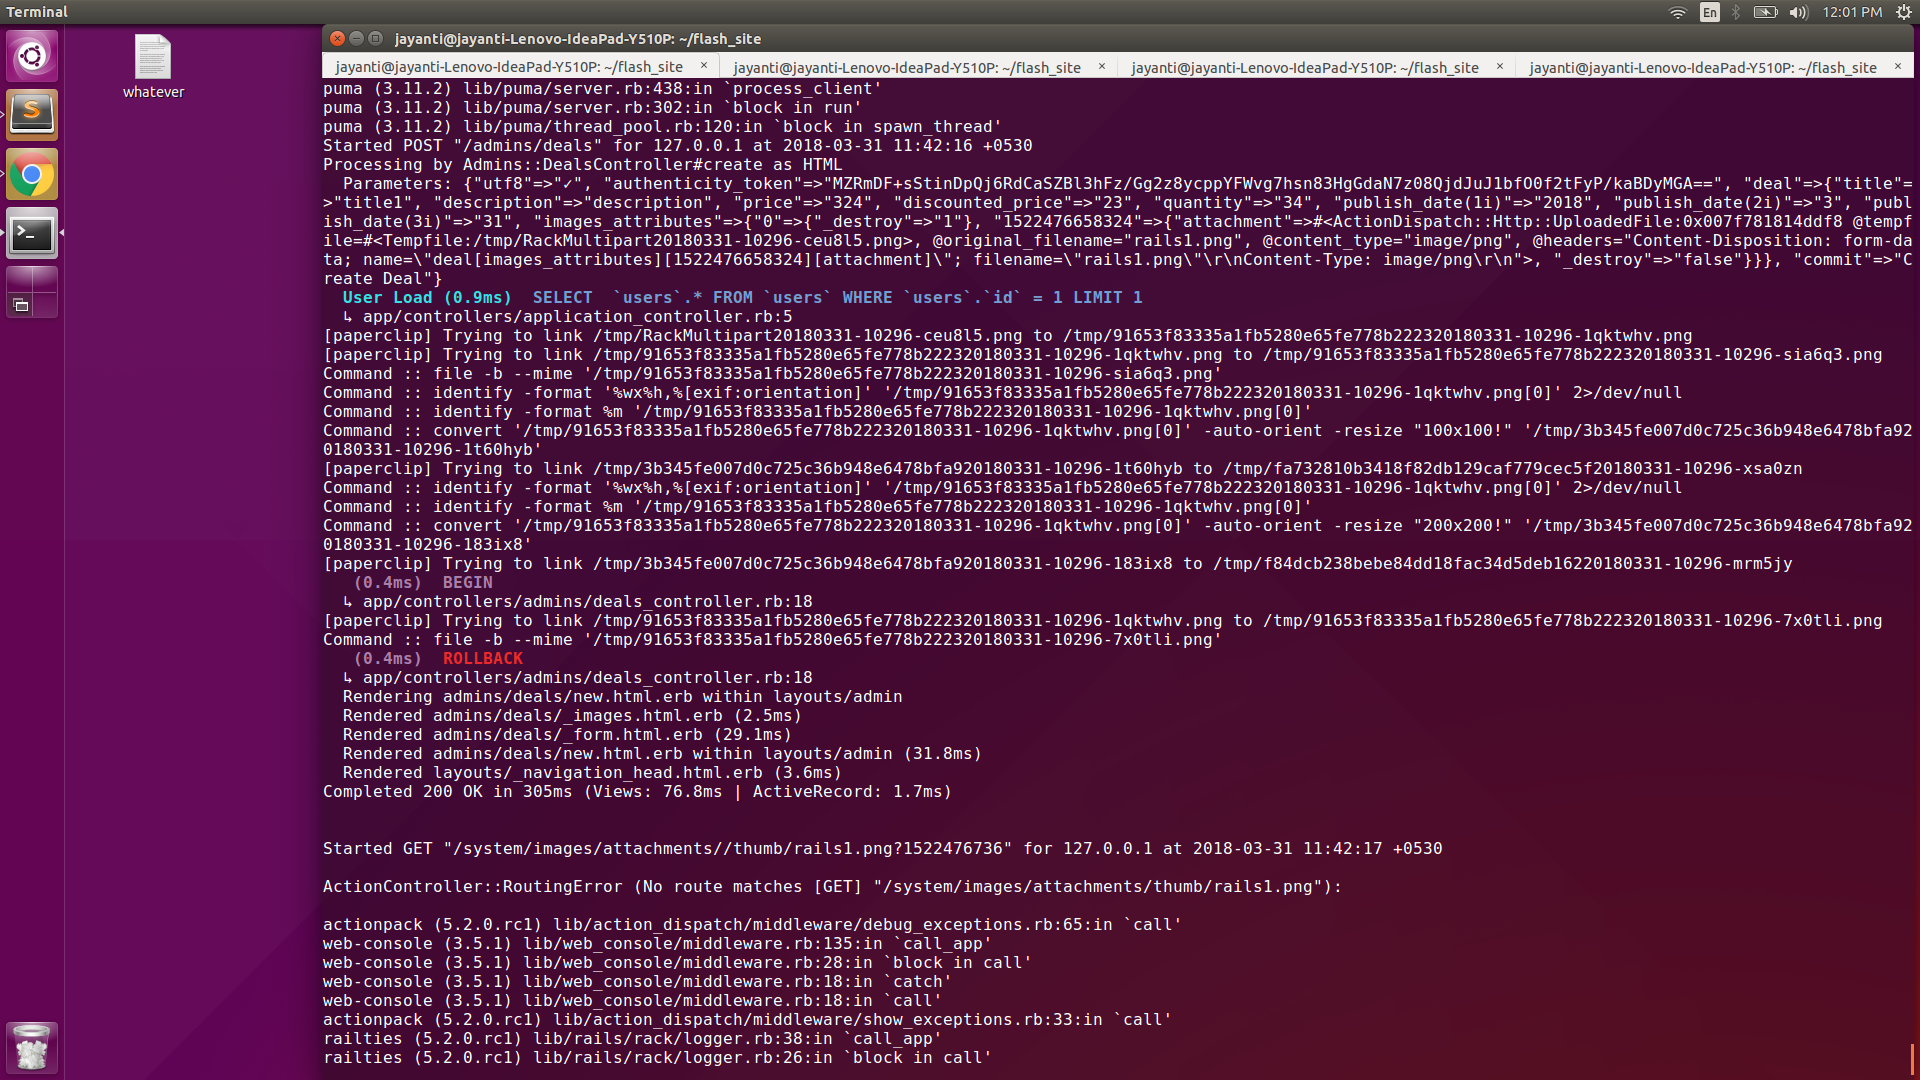 Terminal
En
12:01 PM
whatever
jayanti@jayanti-Lenovo-IdeaPad-Y510P: ~/flash_site
jayanti@jayanti-Lenovo-IdeaPad-Y510P: ~/flash_site × jayanti@jayanti-Lenovo-IdeaPad-Y510P: ~/flash_site × jayanti@jayanti-Lenovo-IdeaPad-Y510P: ~/flash_site × jayanti@jayanti-Lenovo-IdeaPad-Y510P: ~/flash_site ×
puma (3.11.2) lib/puma/server.rb:438:in `process_client'
puma (3.11.2) lib/puma/server.rb:302:in `block in run'
puma (3.11.2) lib/puma/thread_pool.rb:120:in `block in spawn_thread'
Started POST "/admins/deals" for 127.0.0.1 at 2018-03-31 11:42:16 +0530
Processing by Admins::DealsController#create as HTML
  Parameters: {"utf8"=>"✓", "authenticity_token"=>"MZRmDF+sStinDpQj6RdCaSZBl3hFz/Gg2z8ycppYFWvg7hsn83HgGdaN7z08QjdJuJ1bfO0f2tFyP/kaBDyMGA==", "deal"=>{"title"=
>"title1", "description"=>"description", "price"=>"324", "discounted_price"=>"23", "quantity"=>"34", "publish_date(1i)"=>"2018", "publish_date(2i)"=>"3", "publ
ish_date(3i)"=>"31", "images_attributes"=>{"0"=>{"_destroy"=>"1"}, "1522476658324"=>{"attachment"=>#<ActionDispatch::Http::UploadedFile:0x007f781814ddf8 @tempf
ile=#<Tempfile:/tmp/RackMultipart20180331-10296-ceu8l5.png>, @original_filename="rails1.png", @content_type="image/png", @headers="Content-Disposition: form-da
ta; name=\"deal[images_attributes][1522476658324][attachment]\"; filename=\"rails1.png\"\r\nContent-Type: image/png\r\n">, "_destroy"=>"false"}}}, "commit"=>"C
reate Deal"}
  User Load (0.9ms)  SELECT  `users`.* FROM `users` WHERE `users`.`id` = 1 LIMIT 1
  ↳ app/controllers/application_controller.rb:5
[paperclip] Trying to link /tmp/RackMultipart20180331-10296-ceu8l5.png to /tmp/91653f83335a1fb5280e65fe778b222320180331-10296-1qktwhv.png
[paperclip] Trying to link /tmp/91653f83335a1fb5280e65fe778b222320180331-10296-1qktwhv.png to /tmp/91653f83335a1fb5280e65fe778b222320180331-10296-sia6q3.png
Command :: file -b --mime '/tmp/91653f83335a1fb5280e65fe778b222320180331-10296-sia6q3.png'
Command :: identify -format '%wx%h,%[exif:orientation]' '/tmp/91653f83335a1fb5280e65fe778b222320180331-10296-1qktwhv.png[0]' 2>/dev/null
Command :: identify -format %m '/tmp/91653f83335a1fb5280e65fe778b222320180331-10296-1qktwhv.png[0]'
Command :: convert '/tmp/91653f83335a1fb5280e65fe778b222320180331-10296-1qktwhv.png[0]' -auto-orient -resize "100x100!" '/tmp/3b345fe007d0c725c36b948e6478bfa92
0180331-10296-1t60hyb'
[paperclip] Trying to link /tmp/3b345fe007d0c725c36b948e6478bfa920180331-10296-1t60hyb to /tmp/fa732810b3418f82db129caf779cec5f20180331-10296-xsa0zn
Command :: identify -format '%wx%h,%[exif:orientation]' '/tmp/91653f83335a1fb5280e65fe778b222320180331-10296-1qktwhv.png[0]' 2>/dev/null
Command :: identify -format %m '/tmp/91653f83335a1fb5280e65fe778b222320180331-10296-1qktwhv.png[0]'
Command :: convert '/tmp/91653f83335a1fb5280e65fe778b222320180331-10296-1qktwhv.png[0]' -auto-orient -resize "200x200!" '/tmp/3b345fe007d0c725c36b948e6478bfa92
0180331-10296-183ix8'
[paperclip] Trying to link /tmp/3b345fe007d0c725c36b948e6478bfa920180331-10296-183ix8 to /tmp/f84dcb238bebe84dd18fac34d5deb16220180331-10296-mrm5jy
   (0.4ms)  BEGIN
  ↳ app/controllers/admins/deals_controller.rb:18
[paperclip] Trying to link /tmp/91653f83335a1fb5280e65fe778b222320180331-10296-1qktwhv.png to /tmp/91653f83335a1fb5280e65fe778b222320180331-10296-7x0tli.png
Command :: file -b --mime '/tmp/91653f83335a1fb5280e65fe778b222320180331-10296-7x0tli.png'
   (0.4ms)  ROLLBACK
  ↳ app/controllers/admins/deals_controller.rb:18
  Rendering admins/deals/new.html.erb within layouts/admin
  Rendered admins/deals/_images.html.erb (2.5ms)
  Rendered admins/deals/_form.html.erb (29.1ms)
  Rendered admins/deals/new.html.erb within layouts/admin (31.8ms)
  Rendered layouts/_navigation_head.html.erb (3.6ms)
Completed 200 OK in 305ms (Views: 76.8ms | ActiveRecord: 1.7ms)
Started GET "/system/images/attachments//thumb/rails1.png?1522476736" for 127.0.0.1 at 2018-03-31 11:42:17 +0530
ActionController::RoutingError (No route matches [GET] "/system/images/attachments/thumb/rails1.png"):
actionpack (5.2.0.rc1) lib/action_dispatch/middleware/debug_exceptions.rb:65:in `call'
web-console (3.5.1) lib/web_console/middleware.rb:135:in `call_app'
web-console (3.5.1) lib/web_console/middleware.rb:28:in `block in call'
web-console (3.5.1) lib/web_console/middleware.rb:18:in `catch'
web-console (3.5.1) lib/web_console/middleware.rb:18:in `call'
actionpack (5.2.0.rc1) lib/action_dispatch/middleware/show_exceptions.rb:33:in `call'
railties (5.2.0.rc1) lib/rails/rack/logger.rb:38:in `call_app'
railties (5.2.0.rc1) lib/rails/rack/logger.rb:26:in `block in call'